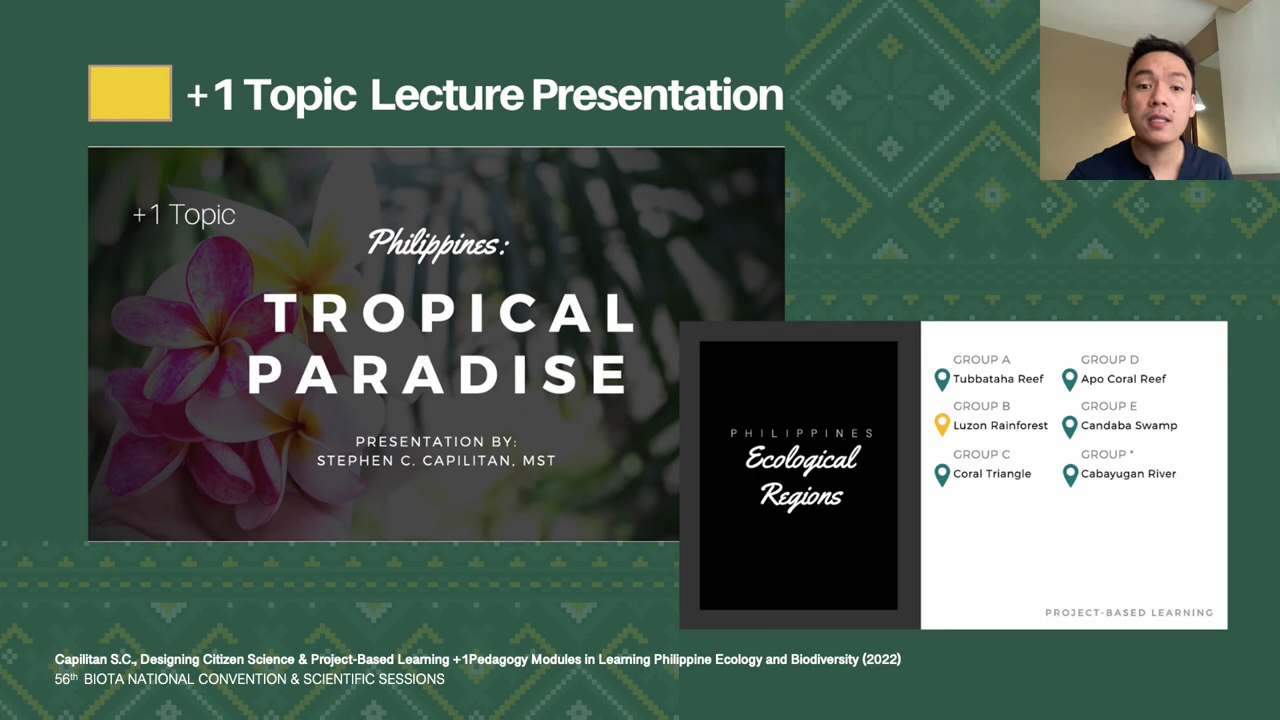 +1 Topic Lecture Presentation
+1 Topic
Philippines:
TROPICAL
PARADISE
PRESENTATION BY:
STEPHEN C. CAPILITAN, MST
PHILIPPINES
Ecological
Regions
GROUP A
Tubbataha Reef
GROUP B
Luzon Rainforest
GROUP C
Coral Triangle
GROUP D
Apo Coral Reef
GROUP E
Candaba Swamp
GROUP *
Cabayugan River
PROJECT-BASED LEARNING
Capilitan S.C., Designing Citizen Science & Project-Based Learning +1Pedagogy Modules in Learning Philippine Ecology and Biodiversity (2022)
56th BIOTA NATIONAL CONVENTION & SCIENTIFIC SESSIONS